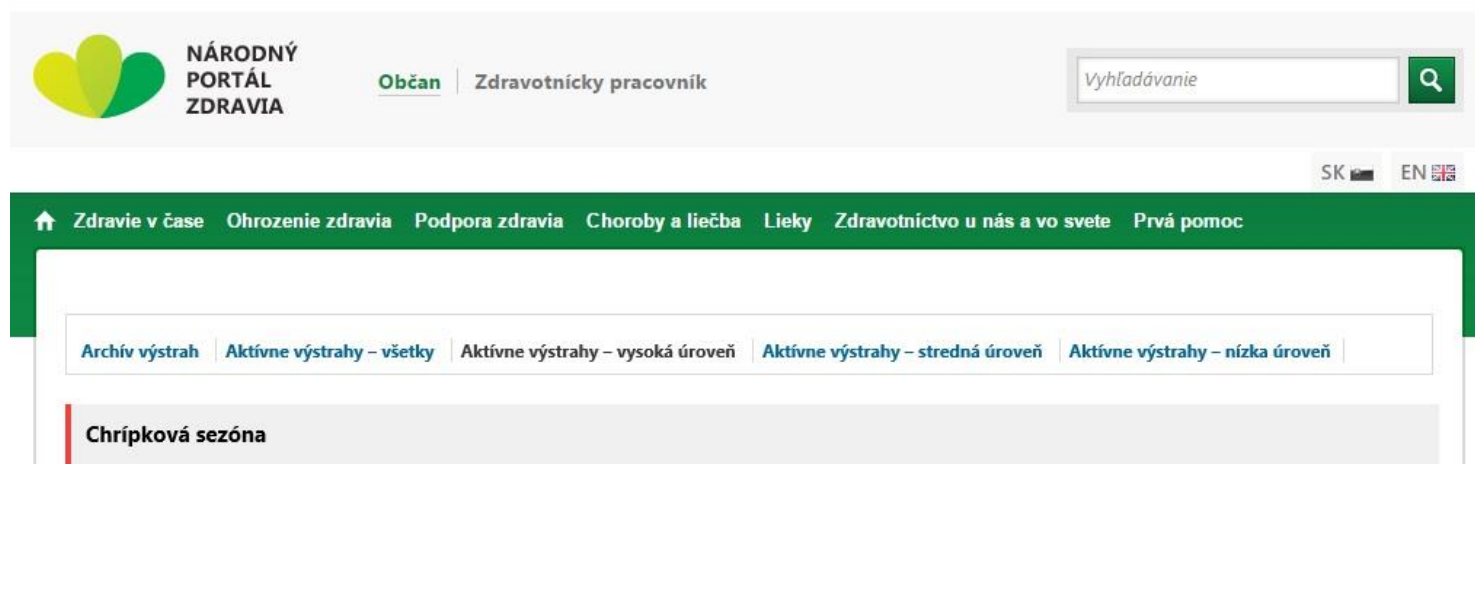 NÁRODNÝ
PORTÁL
ZDRAVIA
Občan Zdravotnícky pracovník
Vyhľadávanie
SK EN
Zdravie v čase Ohrozenie zdravia Podpora zdravia Choroby a liečba Lieky Zdravotníctvo u nás a vo svete Prvá pomoc
Archív výstrah Aktívne výstrahy – všetky Aktívne výstrahy – vysoká úroveň Aktívne výstrahy – stredná úroveň Aktívne výstrahy – nízka úroveň
Chrípková sezóna